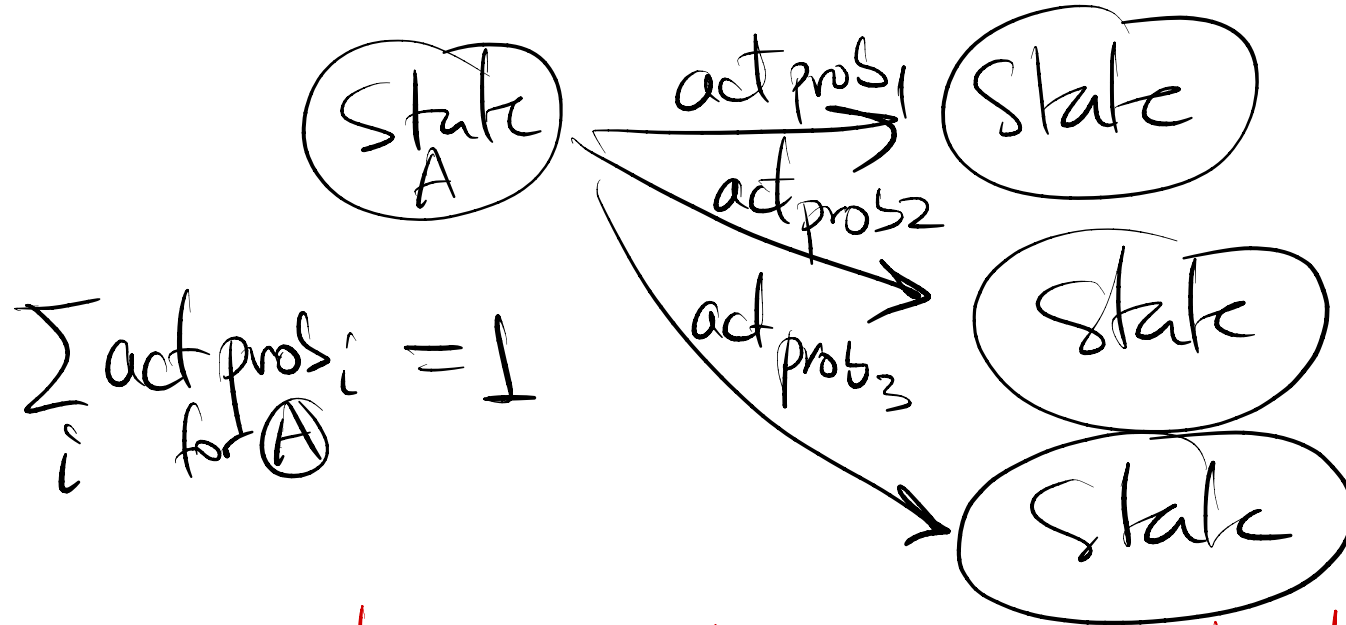 State
A
act prob1
State
act prob2
State
act prob3
State
∑ act prob i = 1
i for A